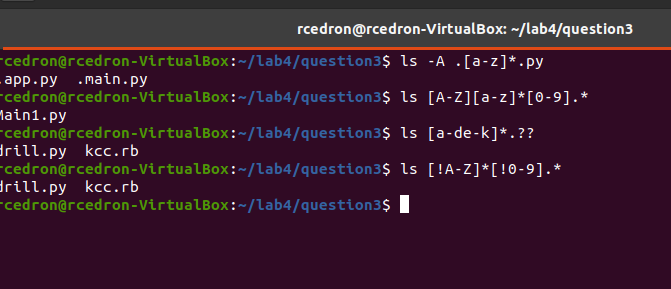 rcedron@rcedron-VirtualBox: ~/lab4/question3
rcedron@rcedron-VirtualBox:~/lab4/question3$ ls -A .[a-z]*.py
.app.py  .main.py
rcedron@rcedron-VirtualBox:~/lab4/question3$ ls [A-Z][a-z]*[0-9].*
Main1.py
rcedron@rcedron-VirtualBox:~/lab4/question3$ ls [a-de-k]*.??
drill.py  kcc.rb
rcedron@rcedron-VirtualBox:~/lab4/question3$ ls [!A-Z]*[!0-9].*
drill.py  kcc.rb
rcedron@rcedron-VirtualBox:~/lab4/question3$